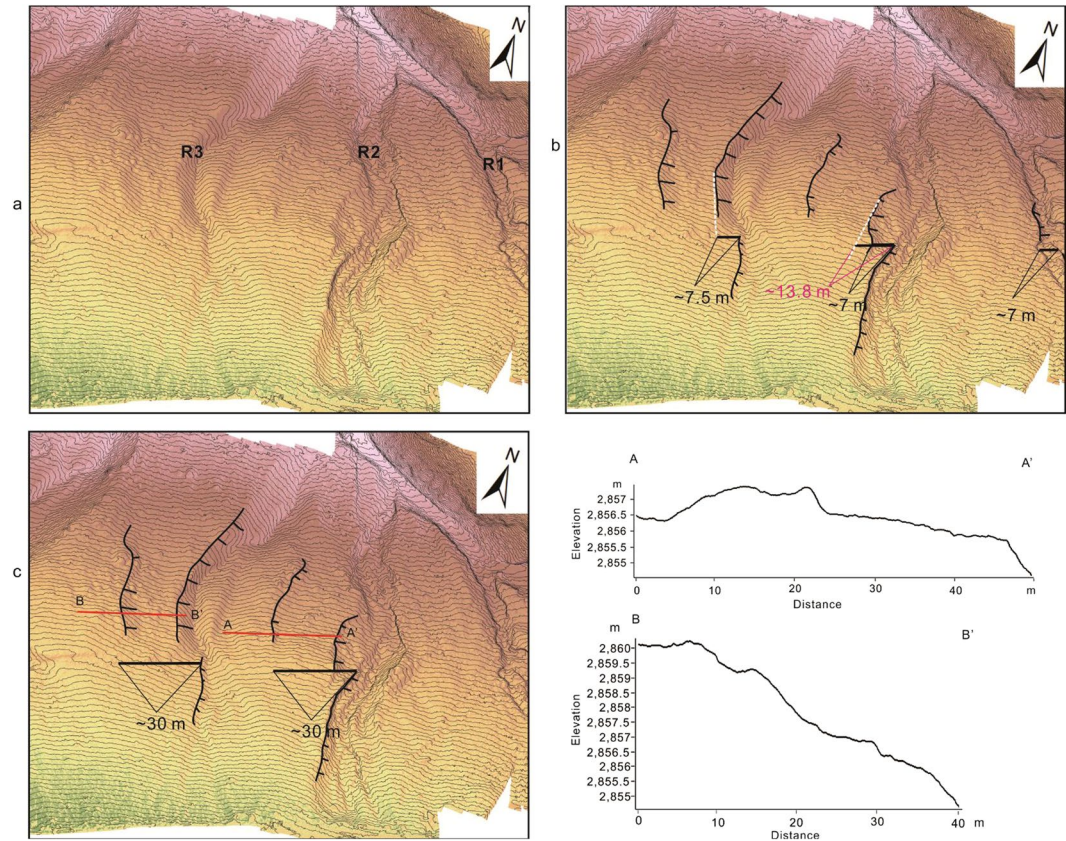 N
R3
R2
R1
a
N
b
~7.5 m
~13.8 m
~7 m
~7 m
N
B
B'
A
A'
~30 m
~30 m
c
A
A'
m
2,857
2,856.5
2,856
2,855.5
2,855
Elevation
0
10
20
30
40
m
Distance
B
B'
m
2,860
2,859.5
2,859
2,858.5
2,858
2,857.5
2,857
2,856.5
2,855.5
2,855
Elevation
0
10
20
30
40
m
Distance